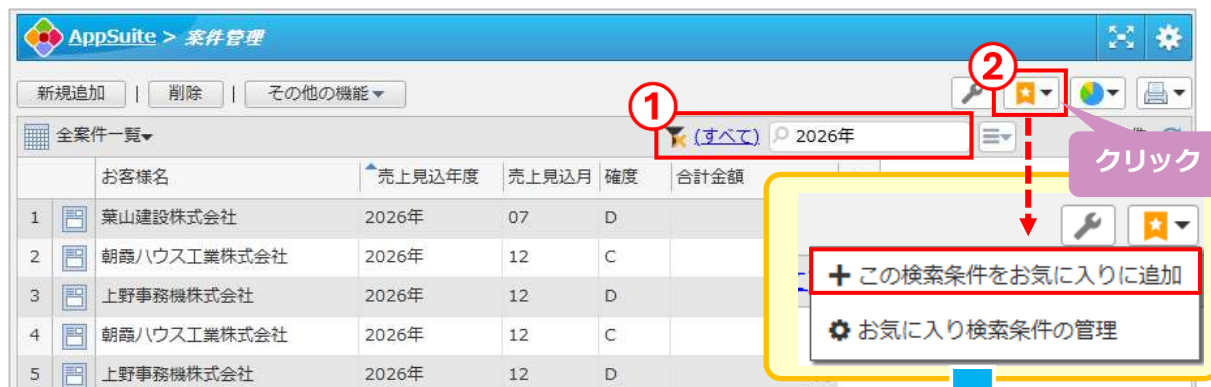 AppSuite > 案件管理
②
新規追加 | 削除 | その他の機能▼
①
全案件一覧▼ (すべて) 2026年
クリック
お客様名 売上見込年度 売上見込月 確度 合計金額
1 葉山建設株式会社 2026年 07 D
2 朝霞ハウス工業株式会社 2026年 12 C
3 上野事務機株式会社 2026年 12 D
4 朝霞ハウス工業株式会社 2026年 12 C
5 上野事務機株式会社 2026年 12 D
+ この検索条件をお気に入りに追加
お気に入り検索条件の管理